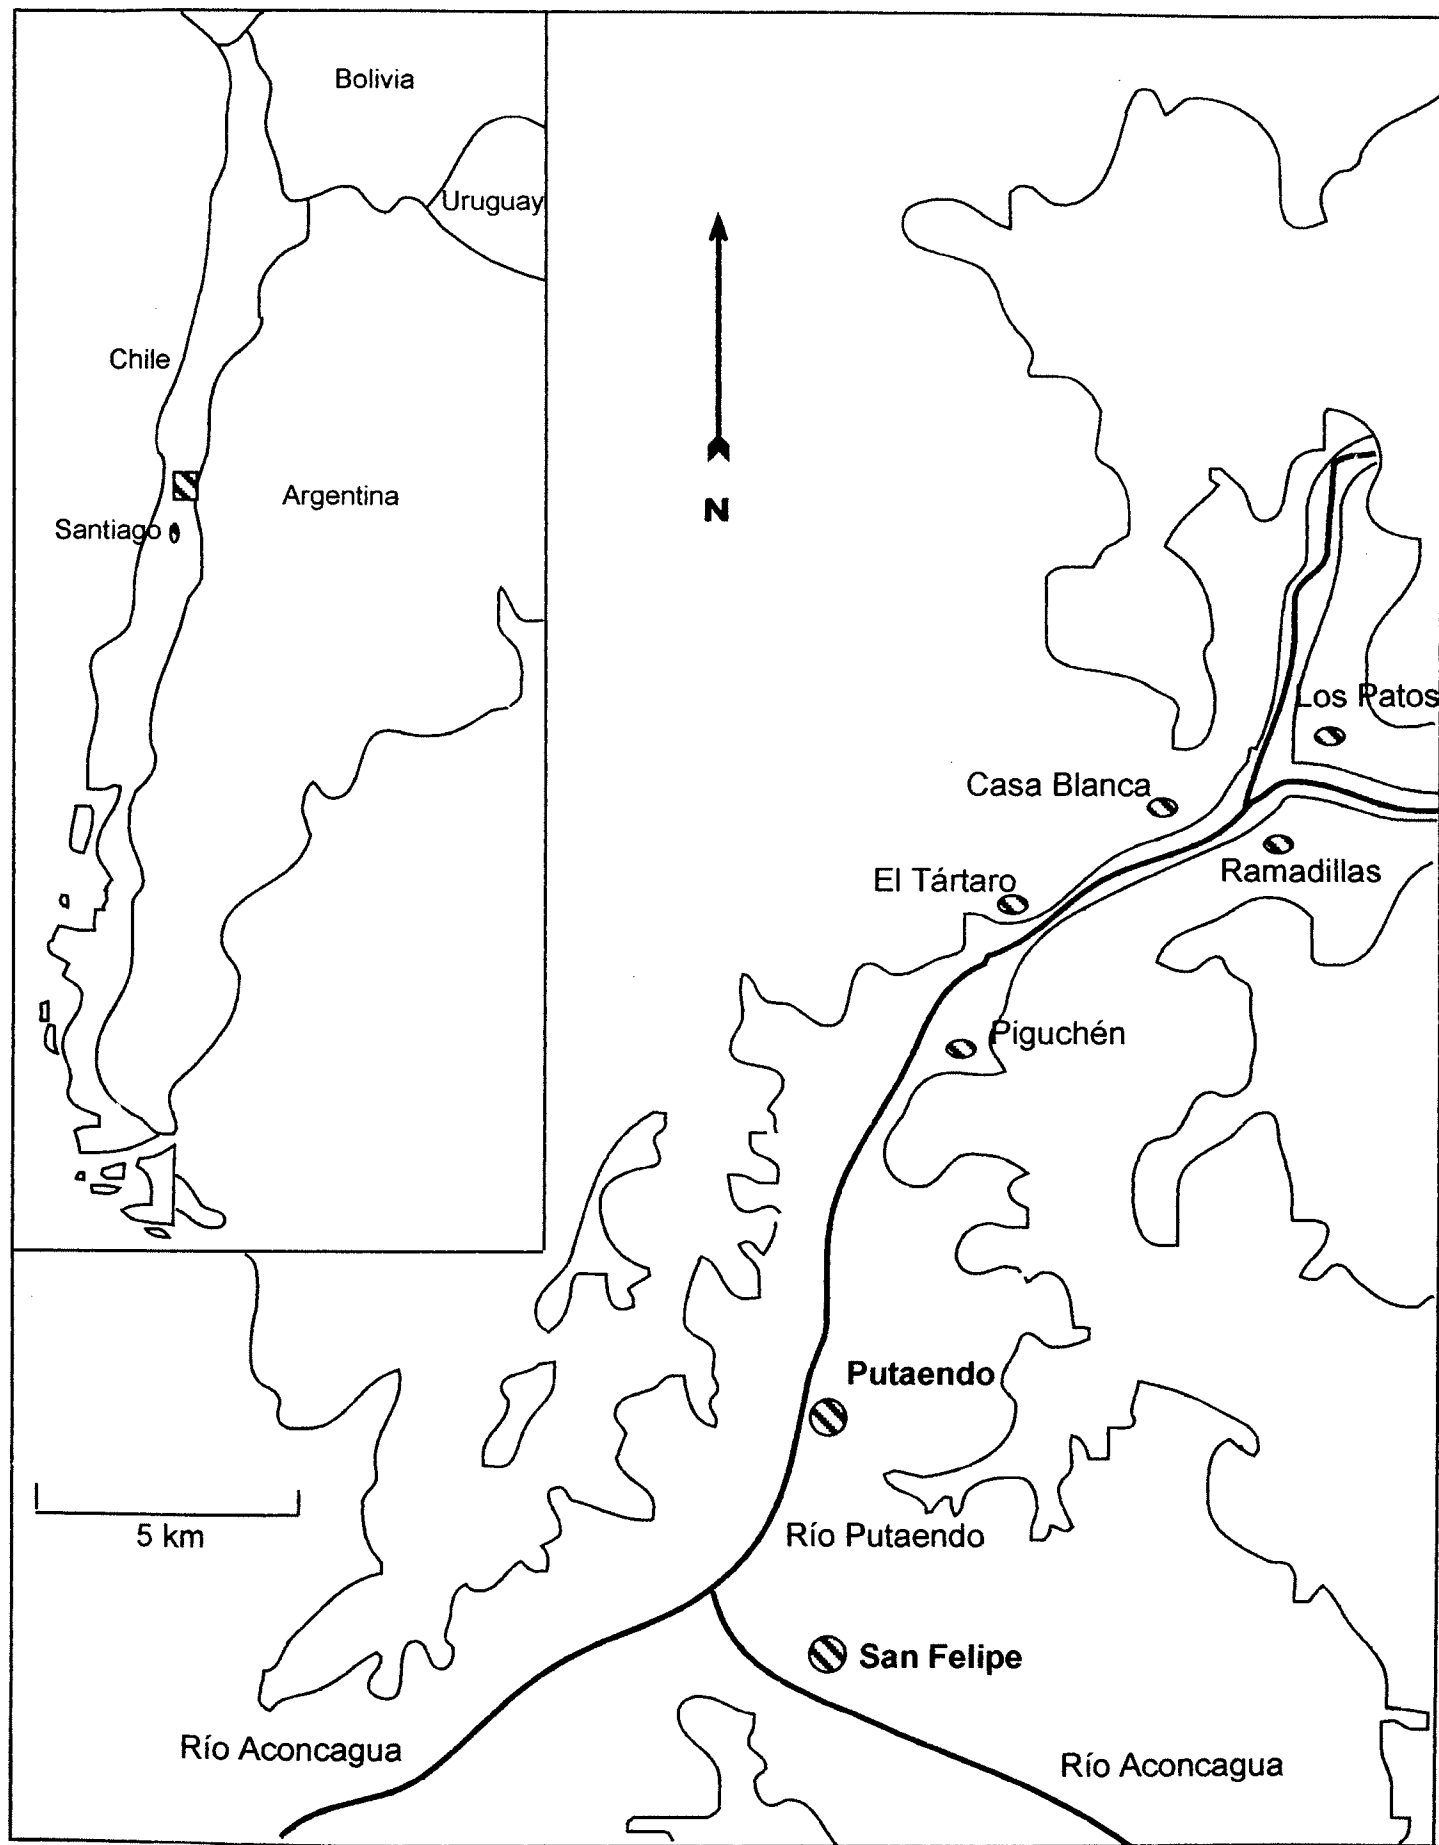 Bolivia
Uruguay
Chile
Argentina
Santiago
N
Los Patos
Casa Blanca
Ramadillas
El Tártaro
Piguchén
Putaendo
5 km
Río Putaendo
San Felipe
Río Aconcagua
Río Aconcagua